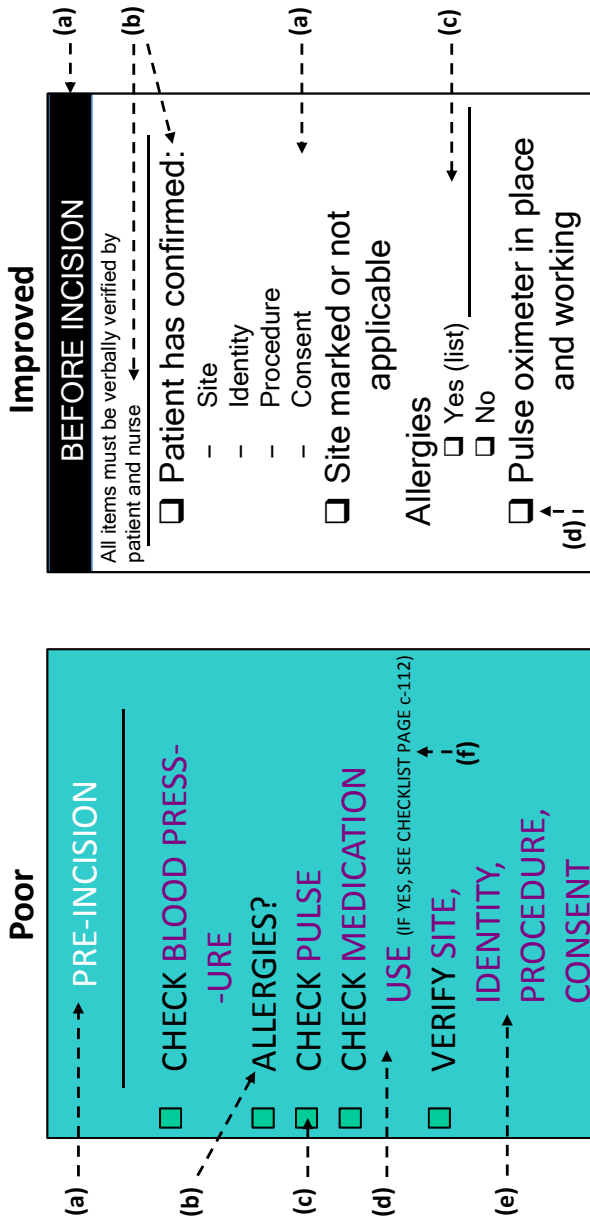 Poor
PRE-INCISION
CHECK BLOOD PRESS-
-URE
ALLERGIES?
CHECK PULSE
CHECK MEDICATION
USE (IF YES, SEE CHECKLIST PAGE c-112)
VERIFY SITE,
IDENTITY,
PROCEDURE,
CONSENT
(a)
(b)
(c)
(d)
(e)
(f)
Improved
BEFORE INCISION
All items must be verbally verified by
patient and nurse
Patient has confirmed:
– Site
– Identity
– Procedure
– Consent
Site marked or not
applicable
Allergies
Yes (list)
No
Pulse oximeter in place
and working
(a)
(b)
(a)
(c)
(d)